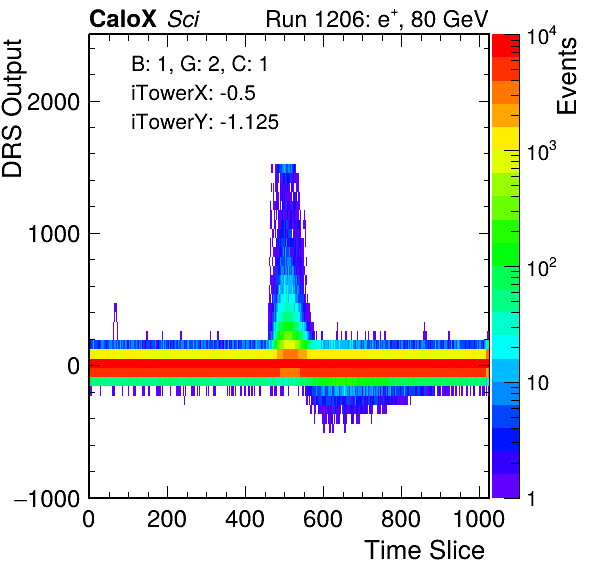 CaloX Sci Run 1206: e⁺, 80 GeV
B: 1, G: 2, C: 1
iTowerX: -0.5
iTowerY: -1.125
DRS Output
2000
1000
0
−1000
0 200 400 600 800 1000
Time Slice
Events
10⁴
10³
10²
10
1